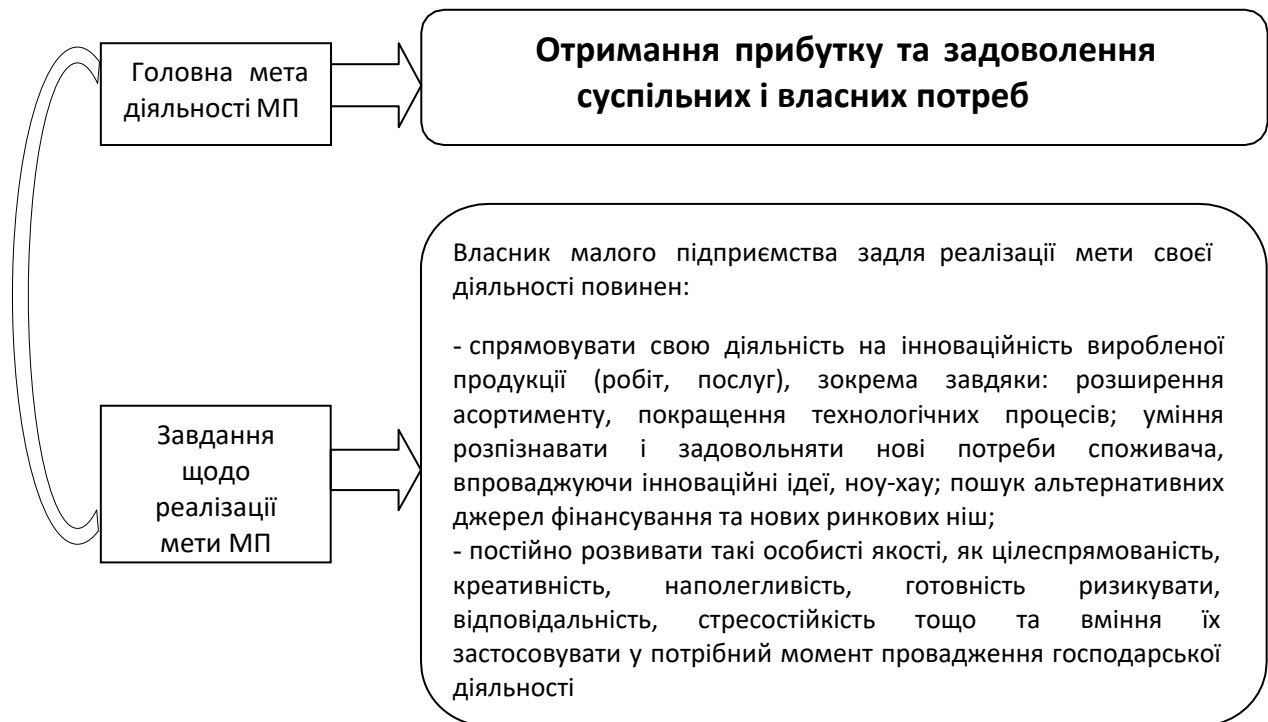 Головна мета
діяльності МП
Отримання прибутку та задоволення
суспільних і власних потреб
Завдання
щодо
реалізації
мети МП
Власник малого підприємства задля реалізації мети своєї
діяльності повинен:
- спрямовувати свою діяльність на інноваційність виробленої
продукції (робіт, послуг), зокрема завдяки: розширення
асортименту, покращення технологічних процесів; уміння
розпізнавати і задовольняти нові потреби споживача,
впроваджуючи інноваційні ідеї, ноу-хау; пошук альтернативних
джерел фінансування та нових ринкових ніш;
- постійно розвивати такі особисті якості, як цілеспрямованість,
креативність, наполегливість, готовність ризикувати,
відповідальність, стресостійкість тощо та вміння їх
застосовувати у потрібний момент провадження господарської
діяльності